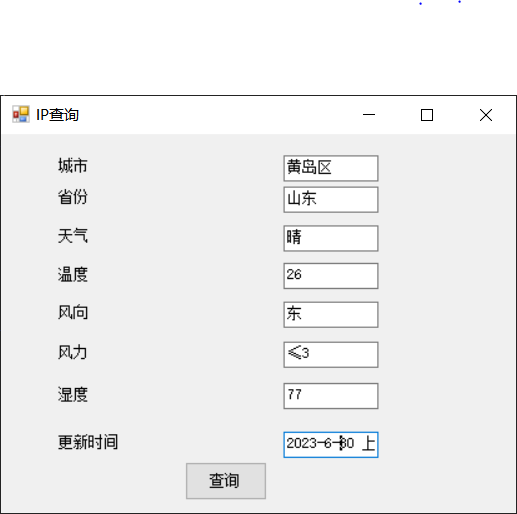 IP查询
城市 黄岛区
省份 山东
天气 晴
温度 26
风向 东
风力 ≤3
湿度 77
更新时间 2023-6-30 上
查询